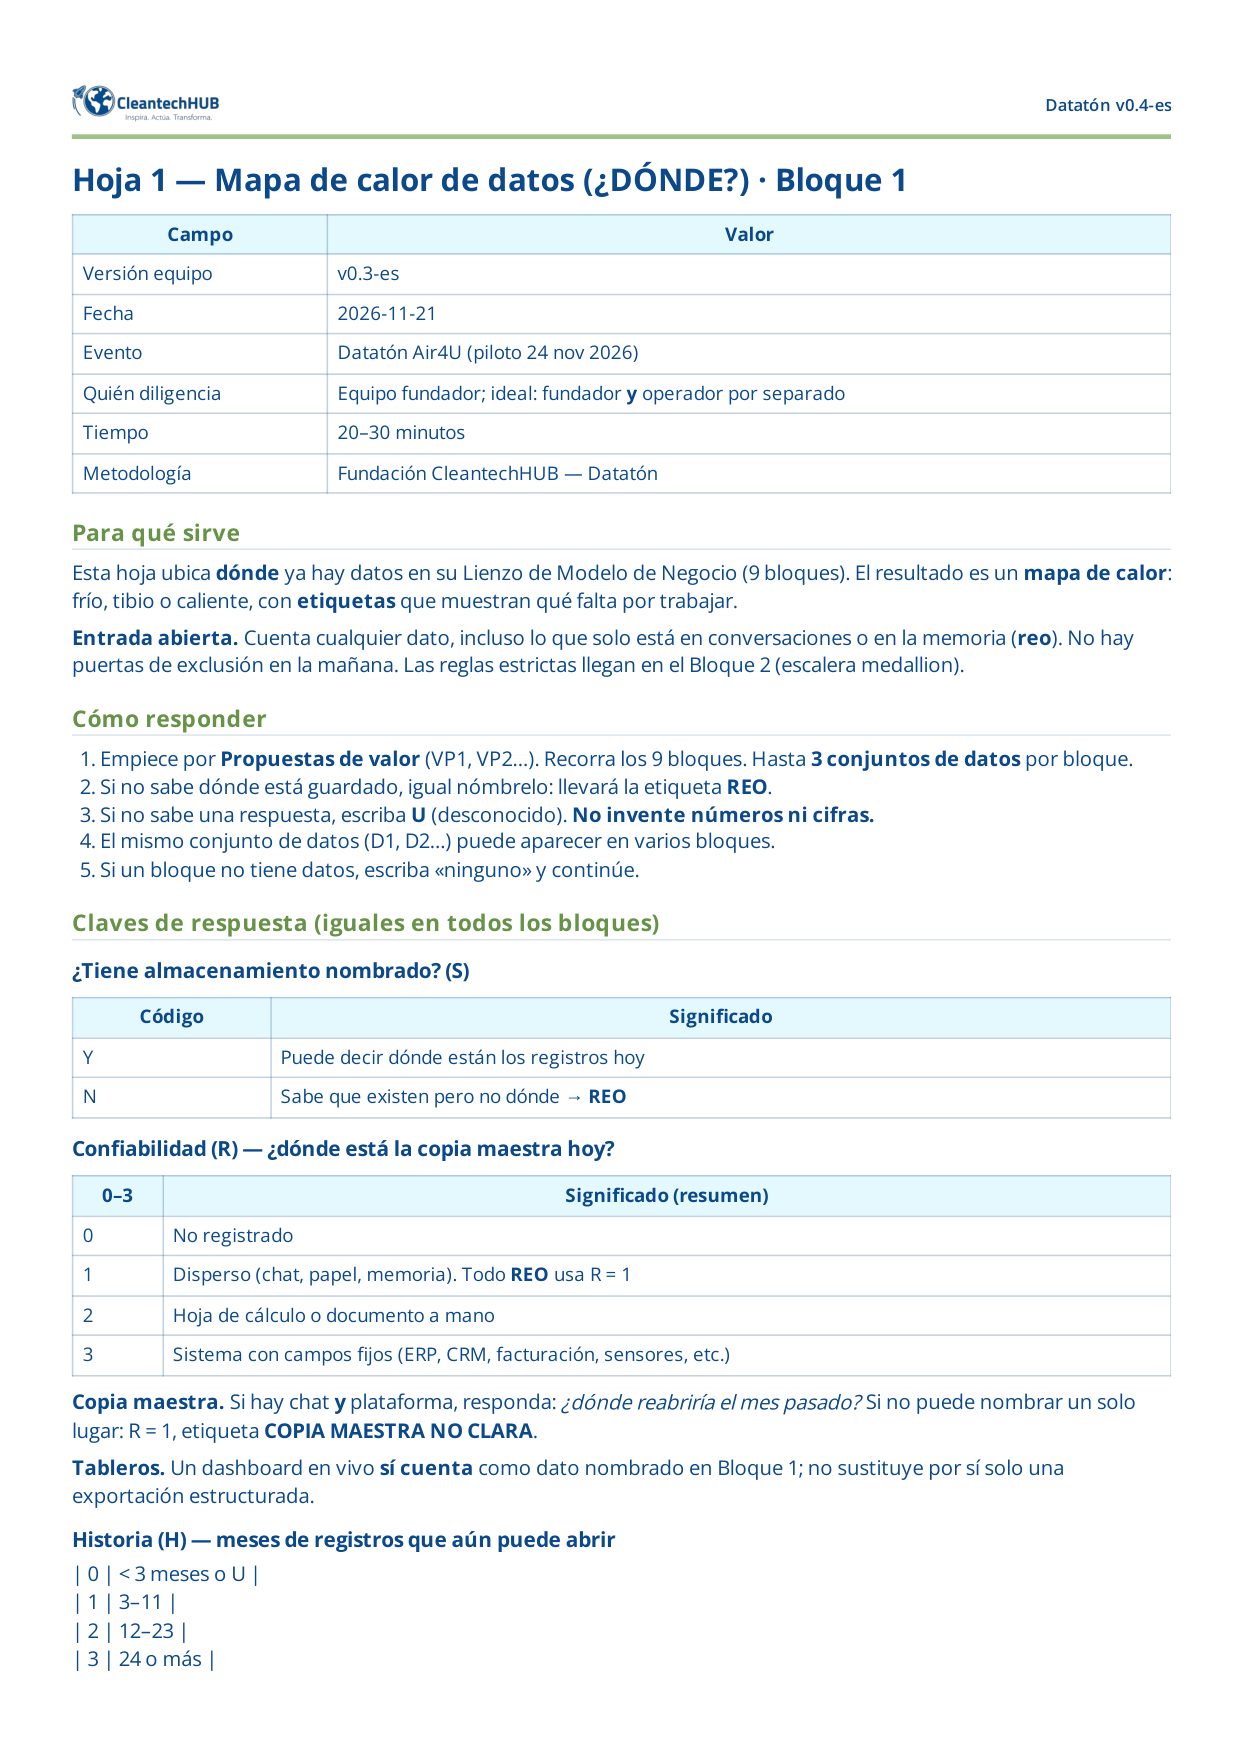 CleantechHUB
Inspira. Actúa. Transforma.
Datatón v0.4-es
Hoja 1 — Mapa de calor de datos (¿DÓNDE?) · Bloque 1
Campo Valor
Versión equipo v0.3-es
Fecha 2026-11-21
Evento Datatón Air4U (piloto 24 nov 2026)
Quién diligencia Equipo fundador; ideal: fundador y operador por separado
Tiempo 20–30 minutos
Metodología Fundación CleantechHUB — Datatón
Para qué sirve
Esta hoja ubica dónde ya hay datos en su Lienzo de Modelo de Negocio (9 bloques). El resultado es un mapa de calor:
frío, tibio o caliente, con etiquetas que muestran qué falta por trabajar.
Entrada abierta. Cuenta cualquier dato, incluso lo que solo está en conversaciones o en la memoria (reo). No hay
puertas de exclusión en la mañana. Las reglas estrictas llegan en el Bloque 2 (escalera medallion).
Cómo responder
1. Empiece por Propuestas de valor (VP1, VP2…). Recorra los 9 bloques. Hasta 3 conjuntos de datos por bloque.
2. Si no sabe dónde está guardado, igual nómbrelo: llevará la etiqueta REO.
3. Si no sabe una respuesta, escriba U (desconocido). No invente números ni cifras.
4. El mismo conjunto de datos (D1, D2…) puede aparecer en varios bloques.
5. Si un bloque no tiene datos, escriba «ninguno» y continúe.
Claves de respuesta (iguales en todos los bloques)
¿Tiene almacenamiento nombrado? (S)
Código Significado
Y Puede decir dónde están los registros hoy
N Sabe que existen pero no dónde → REO
Confiabilidad (R) — ¿dónde está la copia maestra hoy?
0–3 Significado (resumen)
0 No registrado
1 Disperso (chat, papel, memoria). Todo REO usa R = 1
2 Hoja de cálculo o documento a mano
3 Sistema con campos fijos (ERP, CRM, facturación, sensores, etc.)
Copia maestra. Si hay chat y plataforma, responda: ¿dónde reabriría el mes pasado? Si no puede nombrar un solo
lugar: R = 1, etiqueta COPIA MAESTRA NO CLARA.
Tableros. Un dashboard en vivo sí cuenta como dato nombrado en Bloque 1; no sustituye por sí solo una
exportación estructurada.
Historia (H) — meses de registros que aún puede abrir
| 0 | < 3 meses o U |
| 1 | 3–11 |
| 2 | 12–23 |
| 3 | 24 o más |